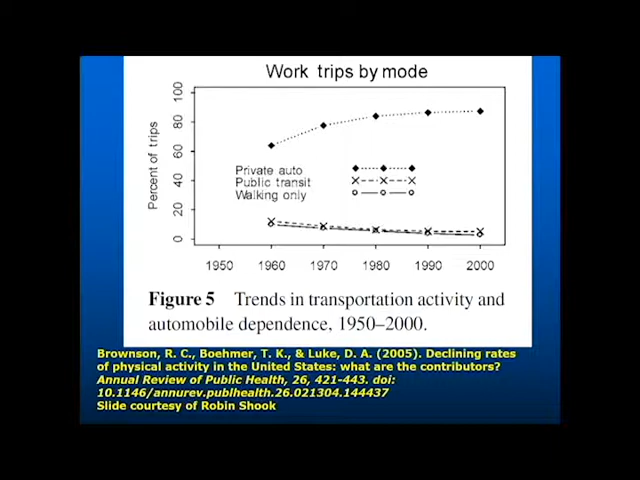 Work trips by mode
100
80
60
40
20
0
Percent of trips
Private auto
Public transit
Walking only
1950 1960 1970 1980 1990 2000
Figure 5 Trends in transportation activity and
automobile dependence, 1950–2000.
Brownson, R. C., Boehmer, T. K., & Luke, D. A. (2005). Declining rates
of physical activity in the United States: what are the contributors?
Annual Review of Public Health, 26, 421-443. doi:
10.1146/annurev.publhealth.26.021304.144437
Slide courtesy of Robin Shook